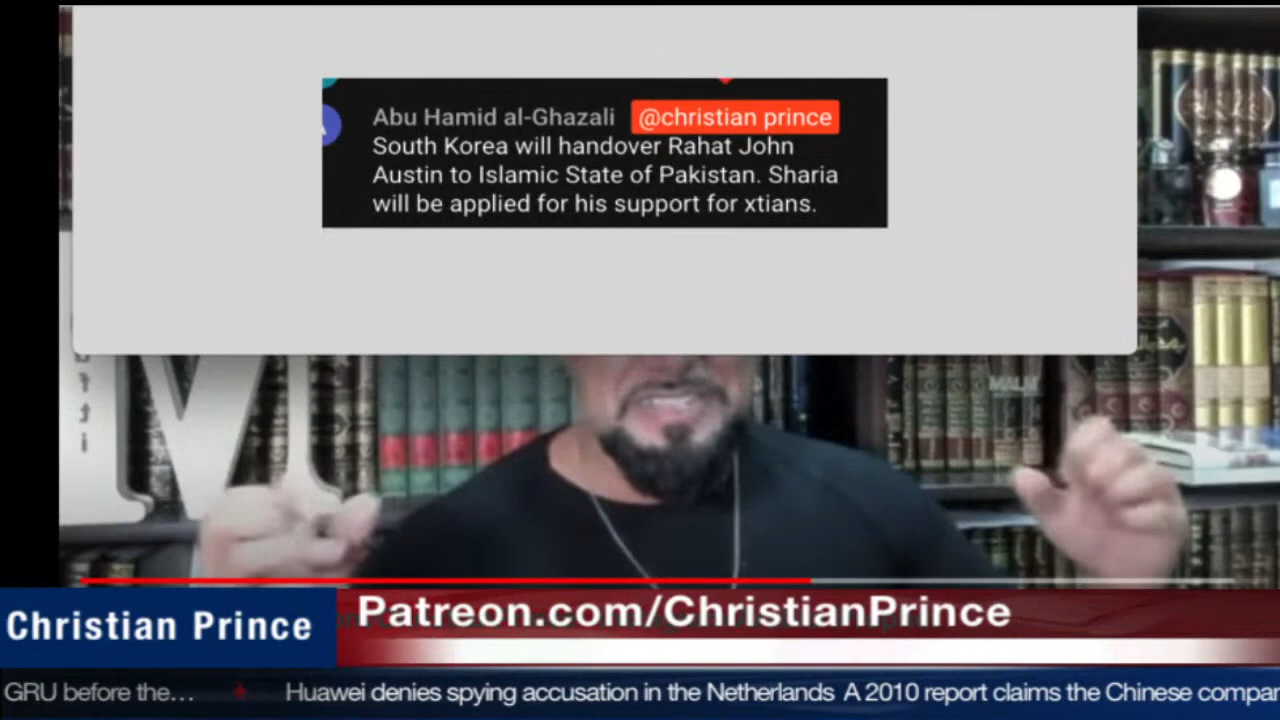 Abu Hamid al-Ghazali @christian prince
South Korea will handover Rahat John
Austin to Islamic State of Pakistan. Sharia
will be applied for his support for xtians.
M
MALIK
Christian Prince
Patreon.com/ChristianPrince
GRU before the… Huawei denies spying accusation in the Netherlands A 2010 report claims the Chinese compan